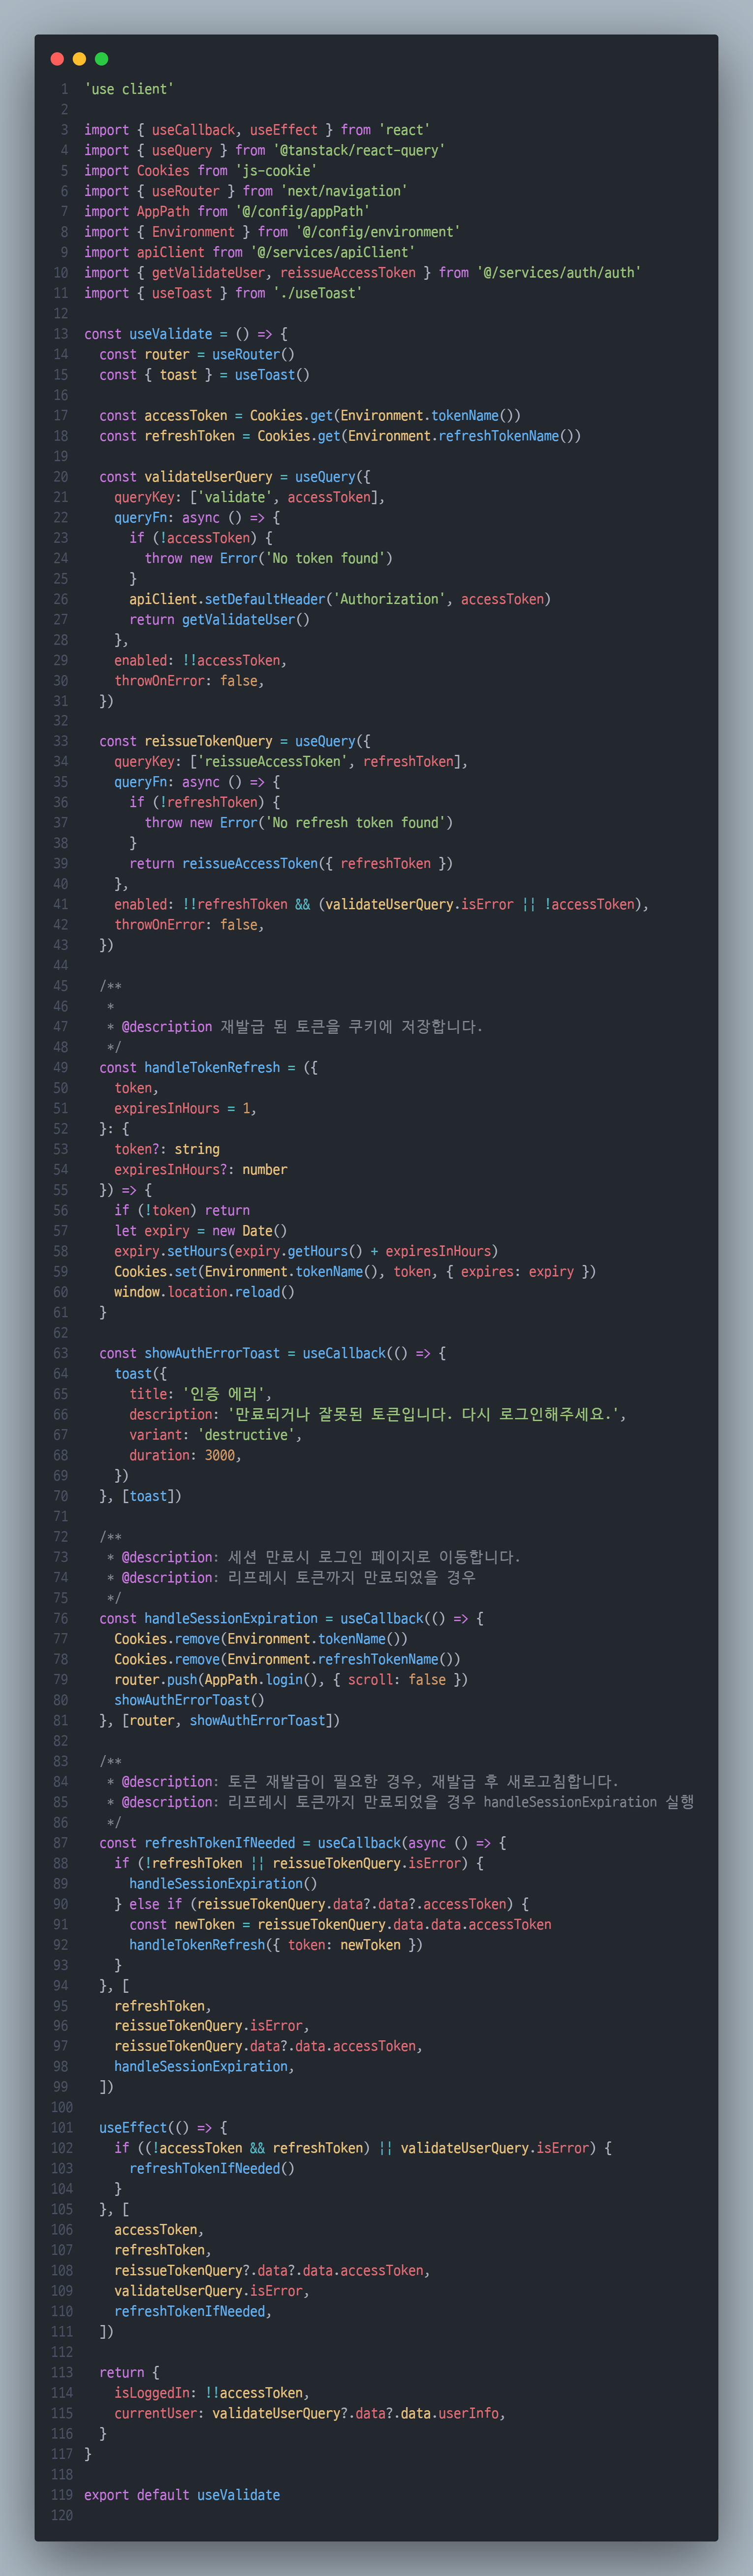 1 'use client'
2
3 import { useCallback, useEffect } from 'react'
4 import { useQuery } from '@tanstack/react-query'
5 import Cookies from 'js-cookie'
6 import { useRouter } from 'next/navigation'
7 import AppPath from '@/config/appPath'
8 import { Environment } from '@/config/environment'
9 import apiClient from '@/services/apiClient'
10 import { getValidateUser, reissueAccessToken } from '@/services/auth/auth'
11 import { useToast } from './useToast'
12
13 const useValidate = () => {
14   const router = useRouter()
15   const { toast } = useToast()
16
17   const accessToken = Cookies.get(Environment.tokenName())
18   const refreshToken = Cookies.get(Environment.refreshTokenName())
19
20   const validateUserQuery = useQuery({
21     queryKey: ['validate', accessToken],
22     queryFn: async () => {
23       if (!accessToken) {
24         throw new Error('No token found')
25       }
26       apiClient.setDefaultHeader('Authorization', accessToken)
27       return getValidateUser()
28     },
29     enabled: !!accessToken,
30     throwOnError: false,
31   })
32
33   const reissueTokenQuery = useQuery({
34     queryKey: ['reissueAccessToken', refreshToken],
35     queryFn: async () => {
36       if (!refreshToken) {
37         throw new Error('No refresh token found')
38       }
39       return reissueAccessToken({ refreshToken })
40     },
41     enabled: !!refreshToken && (validateUserQuery.isError || !accessToken),
42     throwOnError: false,
43   })
44
45   /**
46    *
47    * @description 재발급 된 토큰을 쿠키에 저장합니다.
48    */
49   const handleTokenRefresh = ({
50     token,
51     expiresInHours = 1,
52   }: {
53     token?: string
54     expiresInHours?: number
55   }) => {
56     if (!token) return
57     let expiry = new Date()
58     expiry.setHours(expiry.getHours() + expiresInHours)
59     Cookies.set(Environment.tokenName(), token, { expires: expiry })
60     window.location.reload()
61   }
62
63   const showAuthErrorToast = useCallback(() => {
64     toast({
65       title: '인증 에러',
66       description: '만료되거나 잘못된 토큰입니다. 다시 로그인해주세요.',
67       variant: 'destructive',
68       duration: 3000,
69     })
70   }, [toast])
71
72   /**
73    * @description: 세션 만료시 로그인 페이지로 이동합니다.
74    * @description: 리프레시 토큰까지 만료되었을 경우
75    */
76   const handleSessionExpiration = useCallback(() => {
77     Cookies.remove(Environment.tokenName())
78     Cookies.remove(Environment.refreshTokenName())
79     router.push(AppPath.login(), { scroll: false })
80     showAuthErrorToast()
81   }, [router, showAuthErrorToast])
82
83   /**
84    * @description: 토큰 재발급이 필요한 경우, 재발급 후 새로고침합니다.
85    * @description: 리프레시 토큰까지 만료되었을 경우 handleSessionExpiration 실행
86    */
87   const refreshTokenIfNeeded = useCallback(async () => {
88     if (!refreshToken || reissueTokenQuery.isError) {
89       handleSessionExpiration()
90     } else if (reissueTokenQuery.data?.data?.accessToken) {
91       const newToken = reissueTokenQuery.data.data.accessToken
92       handleTokenRefresh({ token: newToken })
93     }
94   }, [
95     refreshToken,
96     reissueTokenQuery.isError,
97     reissueTokenQuery.data?.data.accessToken,
98     handleSessionExpiration,
99   ])
100
101   useEffect(() => {
102     if ((!accessToken && refreshToken) || validateUserQuery.isError) {
103       refreshTokenIfNeeded()
104     }
105   }, [
106     accessToken,
107     refreshToken,
108     reissueTokenQuery?.data?.data.accessToken,
109     validateUserQuery.isError,
110     refreshTokenIfNeeded,
111   ])
112
113   return {
114     isLoggedIn: !!accessToken,
115     currentUser: validateUserQuery?.data?.data.userInfo,
116   }
117 }
118
119 export default useValidate
120